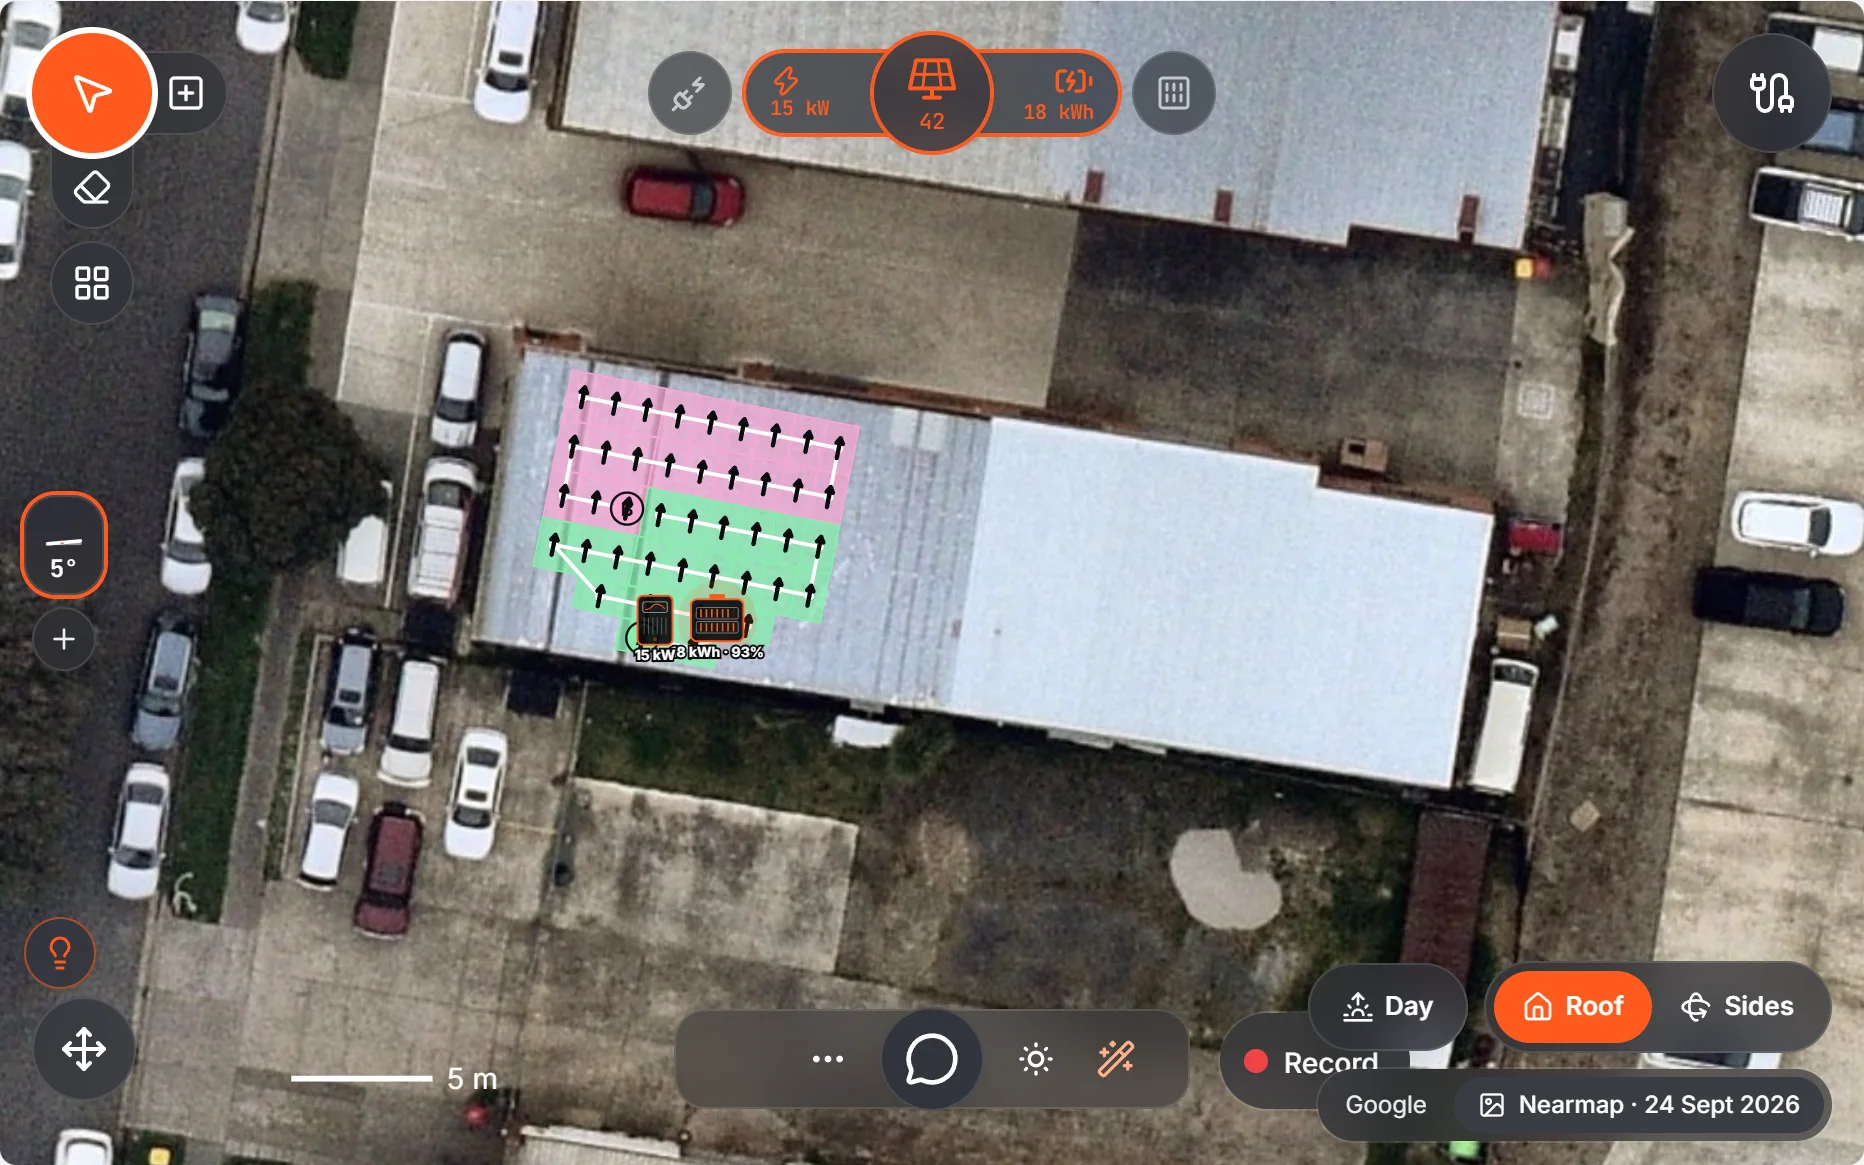 15 kW
42
18 kWh
5°
15 kW
8 kWh · 93%
Day
Roof
Sides
Record
5 m
Google
Nearmap · 24 Sept 2026